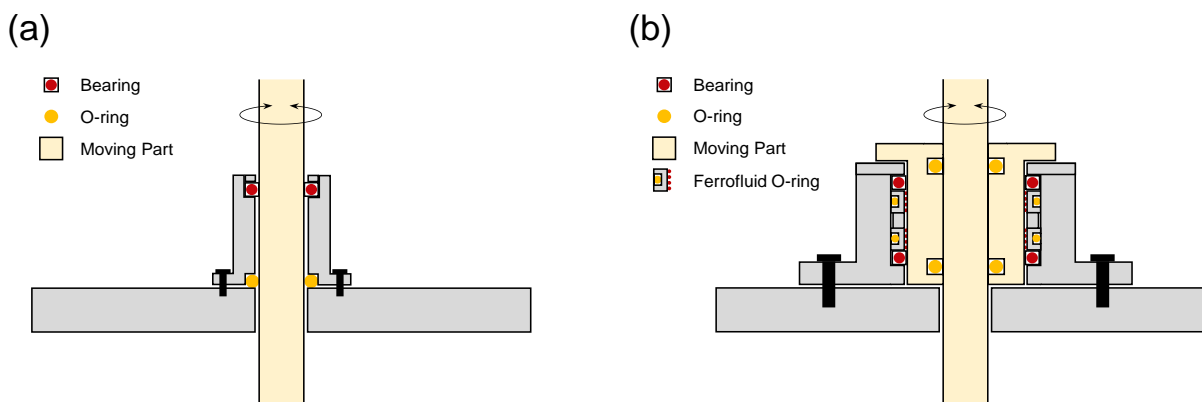 (a)
Bearing
O-ring
Moving Part
(b)
Bearing
O-ring
Moving Part
Ferrofluid O-ring